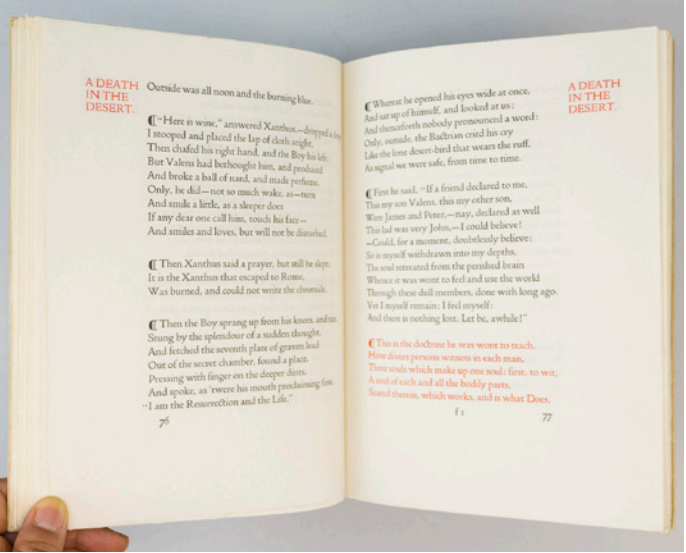 A DEATH
IN THE
DESERT.
Outside was all noon and the burning blue.
¶ "Here is wine," answered Xanthus,—dropped a
I stooped and placed the lap of cloth aright,
Then chafed his right hand, and the Boy his left:
But Valens had bethought him, and produced
And broke a ball of nard, and made perfume.
Only, he did—not so much wake, as—turn
And smile a little, as a sleeper does
If any dear one call him, touch his face—
And smiles and loves, but will not be disturbed.
¶ Then Xanthus said a prayer, but still he slept:
It is the Xanthus that escaped to Rome,
Was burned, and could not write the chronicle.
¶ Then the Boy sprang up from his knees, and ran,
Stung by the splendour of a sudden thought,
And fetched the seventh plate of graven lead
Out of the secret chamber, found a place,
Pressing with finger on the deeper dints,
And spoke, as 'twere his mouth proclaiming first,
"I am the Resurrection and the Life."
76
A DEATH
IN THE
DESERT.
¶ Whereat he opened his eyes wide at once,
And sat up of himself, and looked at us;
And thenceforth nobody pronounced a word:
Only, outside, the Bactrian cried his cry
Like the lone desert-bird that wears the ruff,
As signal we were safe, from time to time.
¶ First he said, "If a friend declared to me,
This my son Valens, this my other son,
Were James and Peter,—nay, declared as well
This lad was very John,—I could believe!
—Could, for a moment, doubtlessly believe:
So is myself withdrawn into my depths,
The soul retreated from the perished brain
Whence it was wont to feel and use the world
Through these dull members, done with long ago.
Yet I myself remain; I feel myself:
And there is nothing lost. Let be, awhile!"
¶ This is the doctrine he was wont to teach,
How divers persons witness in each man,
Three souls which make up one soul: first, to wit,
A soul of each and all the bodily parts,
Seated therein, which works, and is what Does,
f 1
77